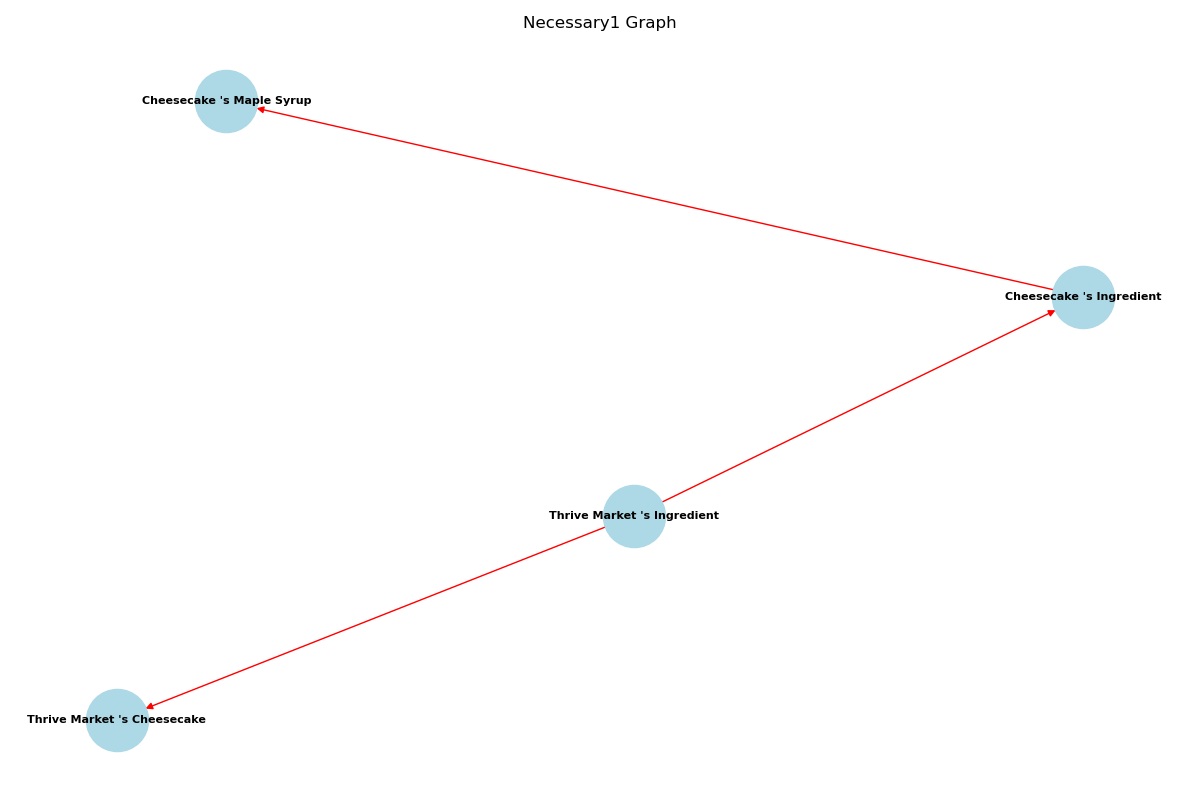 Necessary1 Graph
Cheesecake 's Maple Syrup
Cheesecake 's Ingredient
Thrive Market 's Ingredient
Thrive Market 's Cheesecake